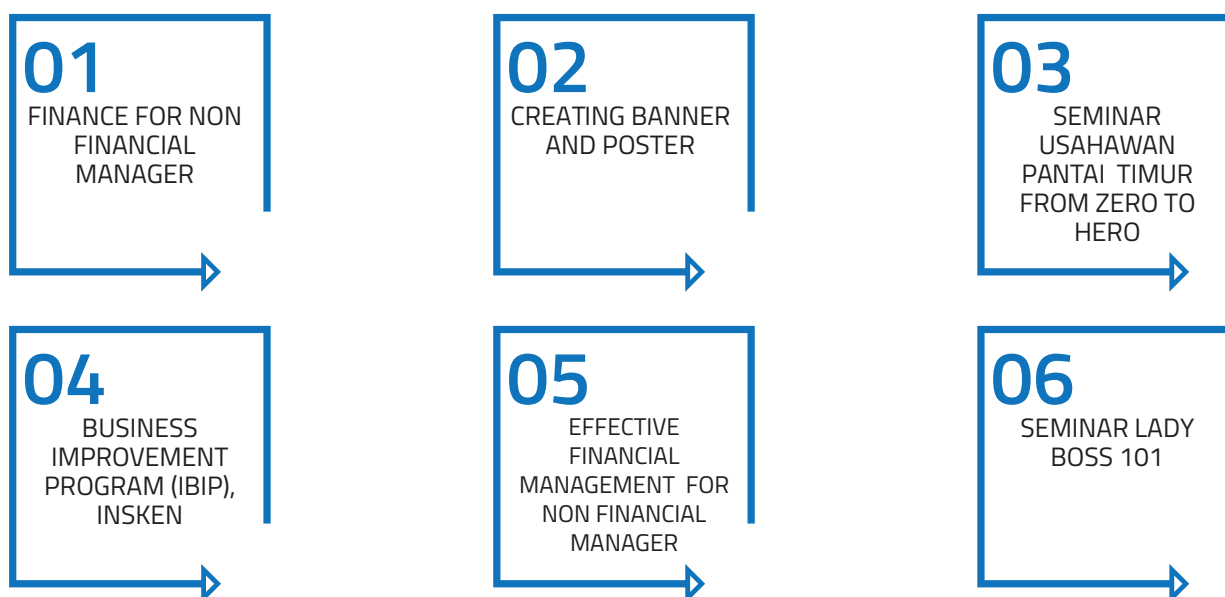 01
FINANCE FOR NON
FINANCIAL
MANAGER
02
CREATING BANNER
AND POSTER
03
SEMINAR
USAHAWAN
PANTAI TIMUR
FROM ZERO TO
HERO
04
BUSINESS
IMPROVEMENT
PROGRAM (IBIP),
INSKEN
05
EFFECTIVE
FINANCIAL
MANAGEMENT FOR
NON FINANCIAL
MANAGER
06
SEMINAR LADY
BOSS 101